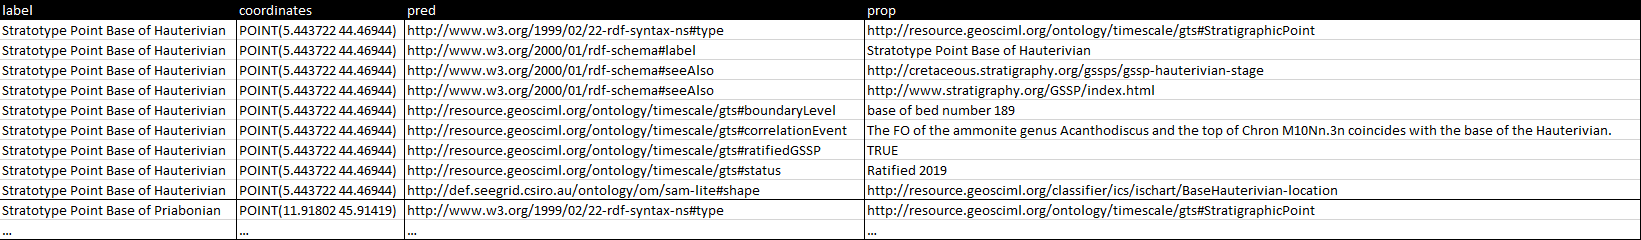 label coordinates pred prop
Stratotype Point Base of Hauterivian POINT(5.443722 44.46944) http://www.w3.org/1999/02/22-rdf-syntax-ns#type http://resource.geosciml.org/ontology/timescale/gts#StratigraphicPoint
Stratotype Point Base of Hauterivian POINT(5.443722 44.46944) http://www.w3.org/2000/01/rdf-schema#label Stratotype Point Base of Hauterivian
Stratotype Point Base of Hauterivian POINT(5.443722 44.46944) http://www.w3.org/2000/01/rdf-schema#seeAlso http://cretaceous.stratigraphy.org/gssps/gssp-hauterivian-stage
Stratotype Point Base of Hauterivian POINT(5.443722 44.46944) http://www.w3.org/2000/01/rdf-schema#seeAlso http://www.stratigraphy.org/GSSP/index.html
Stratotype Point Base of Hauterivian POINT(5.443722 44.46944) http://resource.geosciml.org/ontology/timescale/gts#boundaryLevel base of bed number 189
Stratotype Point Base of Hauterivian POINT(5.443722 44.46944) http://resource.geosciml.org/ontology/timescale/gts#correlationEvent The FO of the ammonite genus Acanthodiscus and the top of Chron M10Nn.3n coincides with the base of the Hauterivian.
Stratotype Point Base of Hauterivian POINT(5.443722 44.46944) http://resource.geosciml.org/ontology/timescale/gts#ratifiedGSSP TRUE
Stratotype Point Base of Hauterivian POINT(5.443722 44.46944) http://resource.geosciml.org/ontology/timescale/gts#status Ratified 2019
Stratotype Point Base of Hauterivian POINT(5.443722 44.46944) http://def.seegrid.csiro.au/ontology/om/sam-lite#shape http://resource.geosciml.org/classifier/ics/ischart/BaseHauterivian-location
Stratotype Point Base of Priabonian POINT(11.91802 45.91419) http://www.w3.org/1999/02/22-rdf-syntax-ns#type http://resource.geosciml.org/ontology/timescale/gts#StratigraphicPoint
... ... ... ...